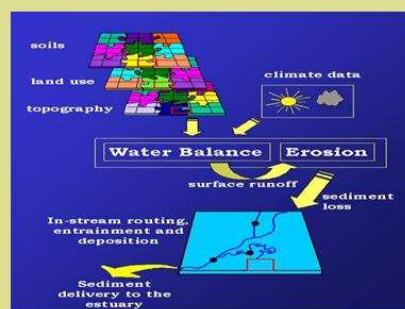 soils
land use
topography
climate data
Water Balance
Erosion
surface runoff
sediment
loss
In-stream routing,
entrainment and
deposition
Sediment
delivery to the
estuary